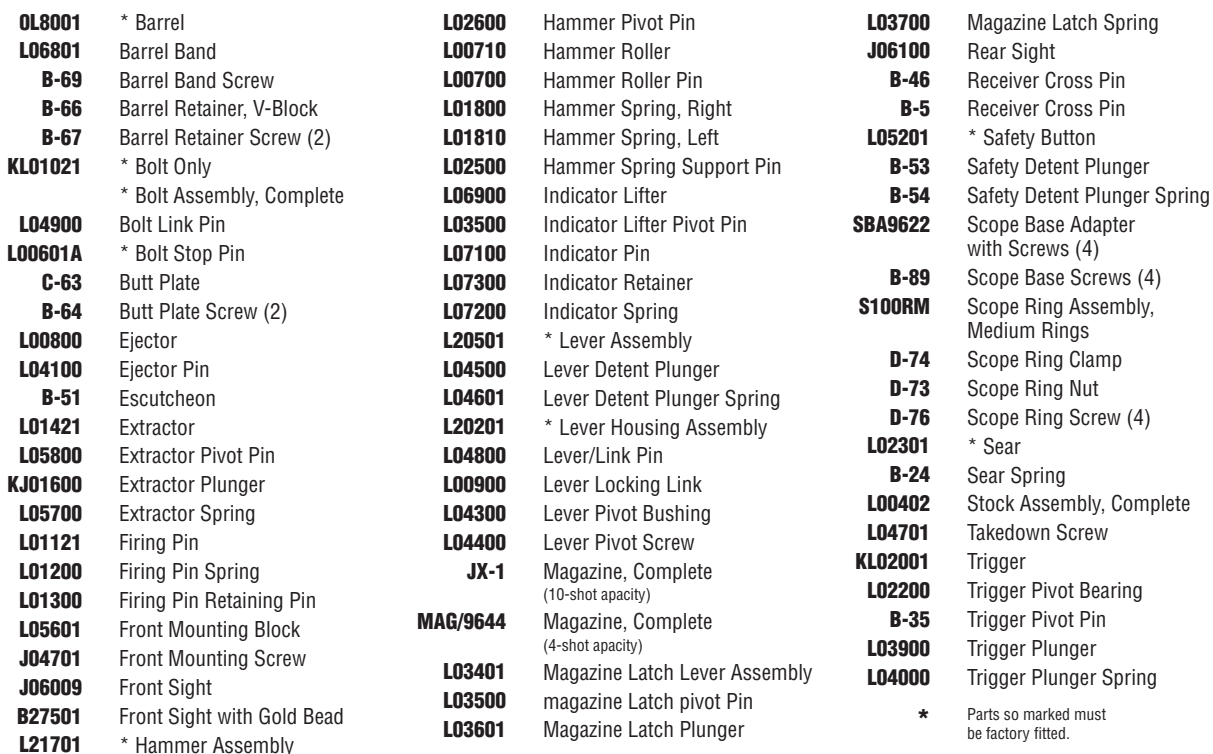 0L8001 * Barrel
L06801 Barrel Band
B-69 Barrel Band Screw
B-66 Barrel Retainer, V-Block
B-67 Barrel Retainer Screw (2)
KL01021 * Bolt Only
* Bolt Assembly, Complete
L04900 Bolt Link Pin
L00601A * Bolt Stop Pin
C-63 Butt Plate
B-64 Butt Plate Screw (2)
L00800 Ejector
L04100 Ejector Pin
B-51 Escutcheon
L01421 Extractor
L05800 Extractor Pivot Pin
KJ01600 Extractor Plunger
L05700 Extractor Spring
L01121 Firing Pin
L01200 Firing Pin Spring
L01300 Firing Pin Retaining Pin
L05601 Front Mounting Block
J04701 Front Mounting Screw
J06009 Front Sight
B27501 Front Sight with Gold Bead
L21701 * Hammer Assembly
L02600 Hammer Pivot Pin
L00710 Hammer Roller
L00700 Hammer Roller Pin
L01800 Hammer Spring, Right
L01810 Hammer Spring, Left
L02500 Hammer Spring Support Pin
L06900 Indicator Lifter
L03500 Indicator Lifter Pivot Pin
L07100 Indicator Pin
L07300 Indicator Retainer
L07200 Indicator Spring
L20501 * Lever Assembly
L04500 Lever Detent Plunger
L04601 Lever Detent Plunger Spring
L20201 * Lever Housing Assembly
L04800 Lever/Link Pin
L00900 Lever Locking Link
L04300 Lever Pivot Bushing
L04400 Lever Pivot Screw
JX-1 Magazine, Complete
(10-shot apacity)
MAG/9644 Magazine, Complete
(4-shot apacity)
L03401 Magazine Latch Lever Assembly
L03500 magazine Latch pivot Pin
L03601 Magazine Latch Plunger
L03700 Magazine Latch Spring
J06100 Rear Sight
B-46 Receiver Cross Pin
B-5 Receiver Cross Pin
L05201 * Safety Button
B-53 Safety Detent Plunger
B-54 Safety Detent Plunger Spring
SBA9622 Scope Base Adapter
with Screws (4)
B-89 Scope Base Screws (4)
S100RM Scope Ring Assembly,
Medium Rings
D-74 Scope Ring Clamp
D-73 Scope Ring Nut
D-76 Scope Ring Screw (4)
L02301 * Sear
B-24 Sear Spring
L00402 Stock Assembly, Complete
L04701 Takedown Screw
KL02001 Trigger
L02200 Trigger Pivot Bearing
B-35 Trigger Pivot Pin
L03900 Trigger Plunger
L04000 Trigger Plunger Spring
* Parts so marked must
be factory fitted.